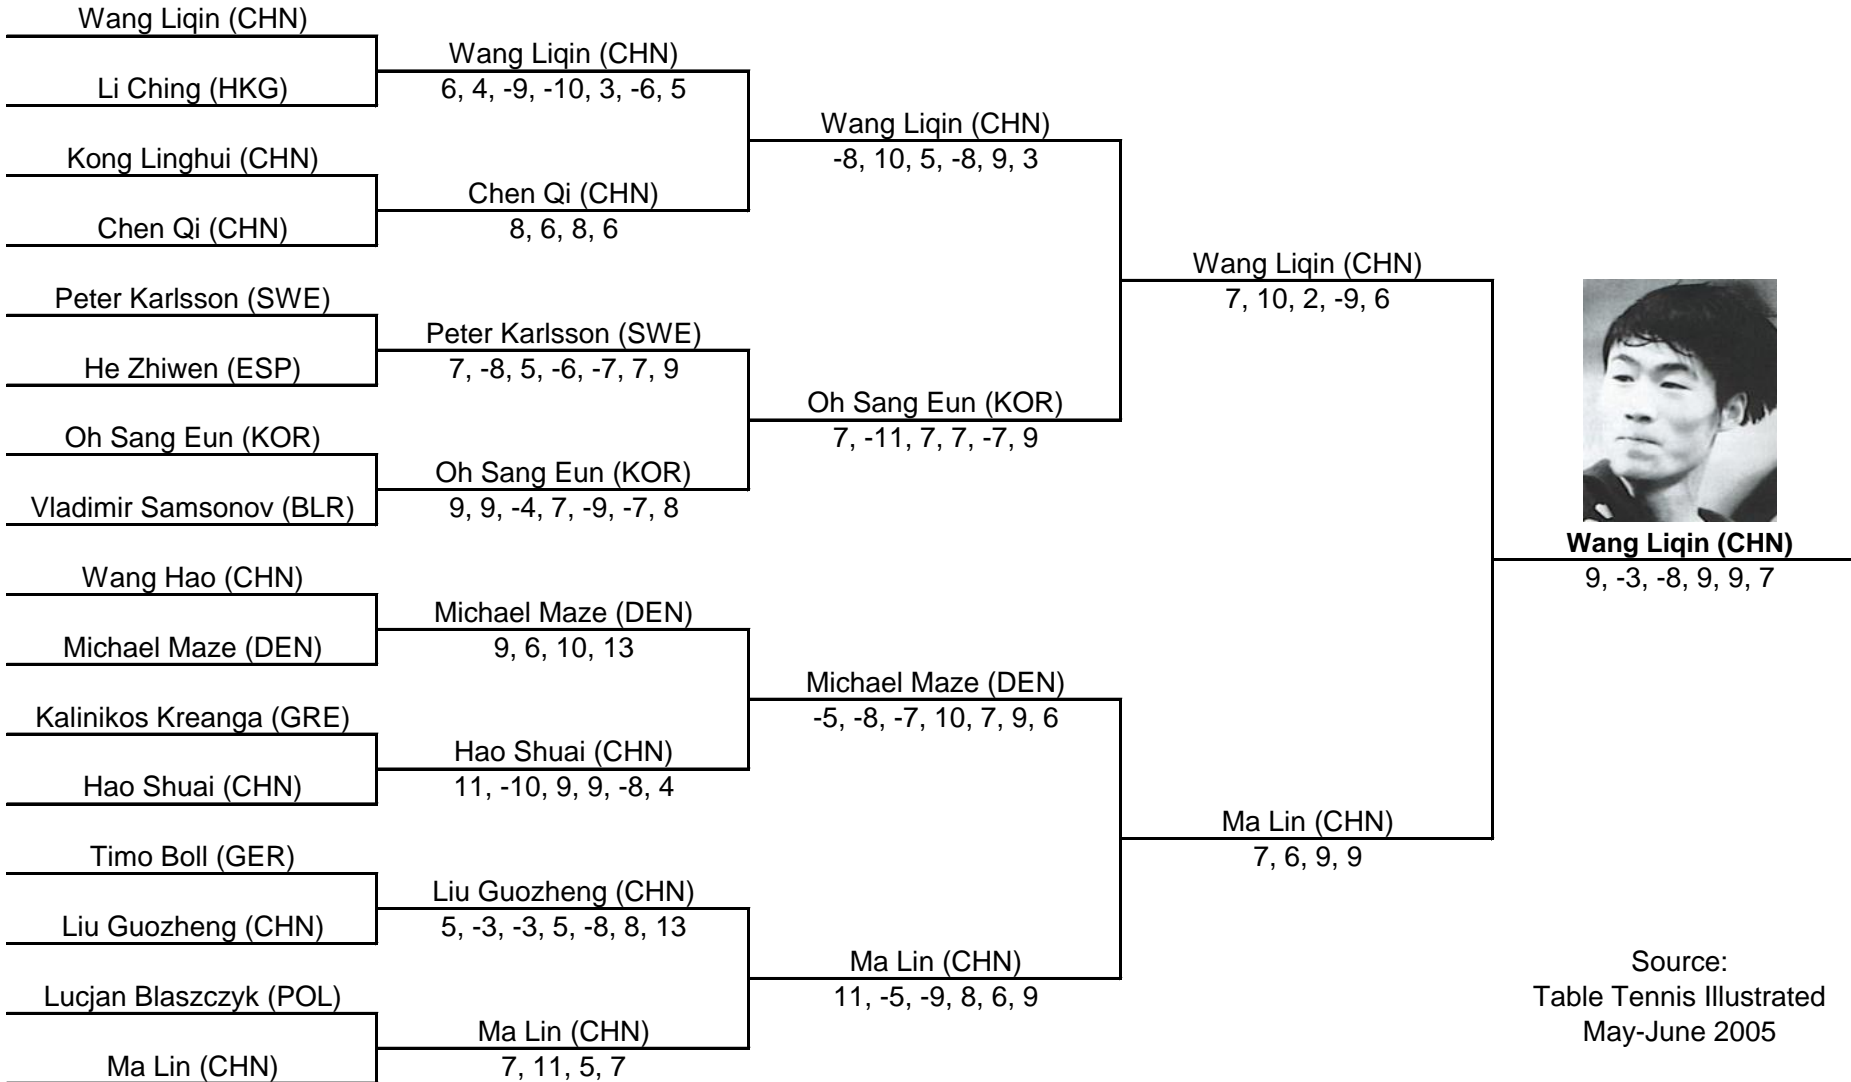 Wang Liqin (CHN)
Li Ching (HKG)
Kong Linghui (CHN)
Chen Qi (CHN)
Peter Karlsson (SWE)
He Zhiwen (ESP)
Oh Sang Eun (KOR)
Vladimir Samsonov (BLR)
Wang Hao (CHN)
Michael Maze (DEN)
Kalinikos Kreanga (GRE)
Hao Shuai (CHN)
Timo Boll (GER)
Liu Guozheng (CHN)
Lucjan Blaszczyk (POL)
Ma Lin (CHN)
Wang Liqin (CHN)
6, 4, -9, -10, 3, -6, 5
Chen Qi (CHN)
8, 6, 8, 6
Peter Karlsson (SWE)
7, -8, 5, -6, -7, 7, 9
Oh Sang Eun (KOR)
9, 9, -4, 7, -9, -7, 8
Michael Maze (DEN)
9, 6, 10, 13
Hao Shuai (CHN)
11, -10, 9, 9, -8, 4
Liu Guozheng (CHN)
5, -3, -3, 5, -8, 8, 13
Ma Lin (CHN)
7, 11, 5, 7
Wang Liqin (CHN)
-8, 10, 5, -8, 9, 3
Oh Sang Eun (KOR)
7, -11, 7, 7, -7, 9
Michael Maze (DEN)
-5, -8, -7, 10, 7, 9, 6
Ma Lin (CHN)
11, -5, -9, 8, 6, 9
Wang Liqin (CHN)
7, 10, 2, -9, 6
Ma Lin (CHN)
7, 6, 9, 9
Wang Liqin (CHN)
9, -3, -8, 9, 9, 7
Source:
Table Tennis Illustrated
May-June 2005